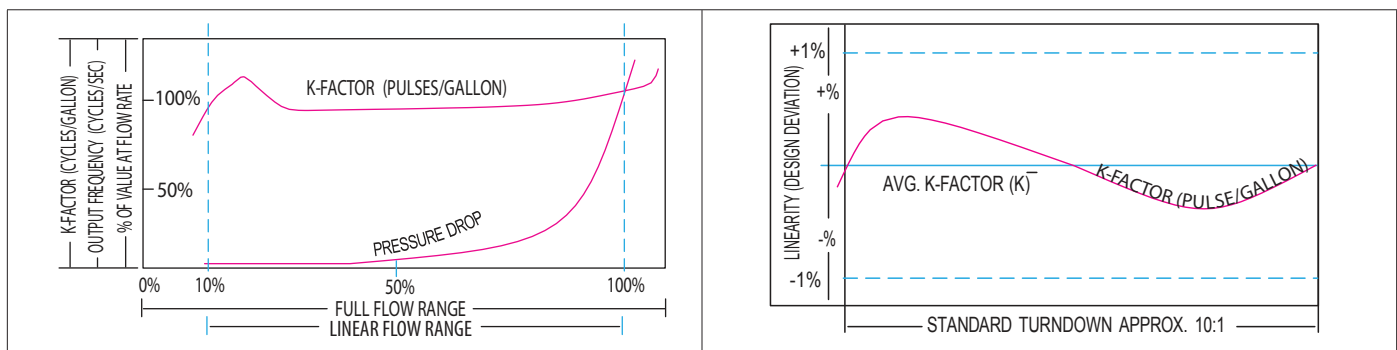 K-FACTOR (CYCLES/GALLON)
OUTPUT FREQUENCY (CYCLES/SEC)
% OF VALUE AT FLOW RATE
100%
50%
K-FACTOR (PULSES/GALLON)
PRESSURE DROP
0%
10%
50%
100%
FULL FLOW RANGE
LINEAR FLOW RANGE
LINEARITY (DESIGN DEVIATION)
+1%
+%
-%
-1%
AVG. K-FACTOR (K)‾
K-FACTOR (PULSE/GALLON)
STANDARD TURNDOWN APPROX. 10:1